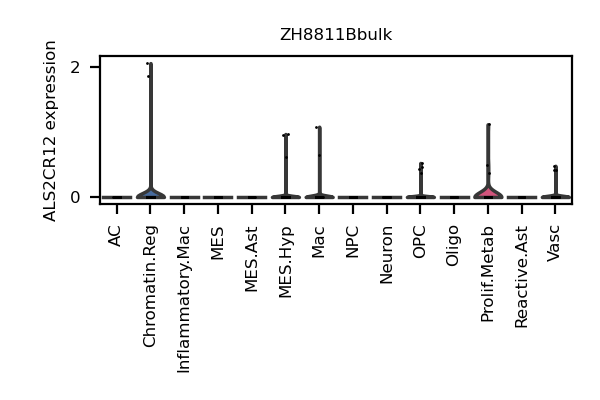 ZH8811Bbulk
ALS2CR12 expression
2
0
AC
Chromatin.Reg
Inflammatory.Mac
MES
MES.Ast
MES.Hyp
Mac
NPC
Neuron
OPC
Oligo
Prolif.Metab
Reactive.Ast
Vasc